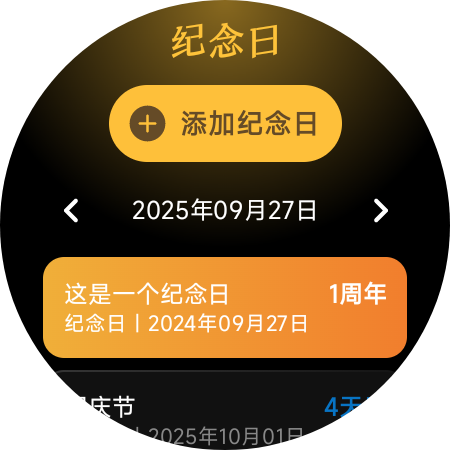 纪念日
添加纪念日
2025年09月27日
这是一个纪念日 1周年
纪念日丨2024年09月27日
庆节 4天
2025年10月01日